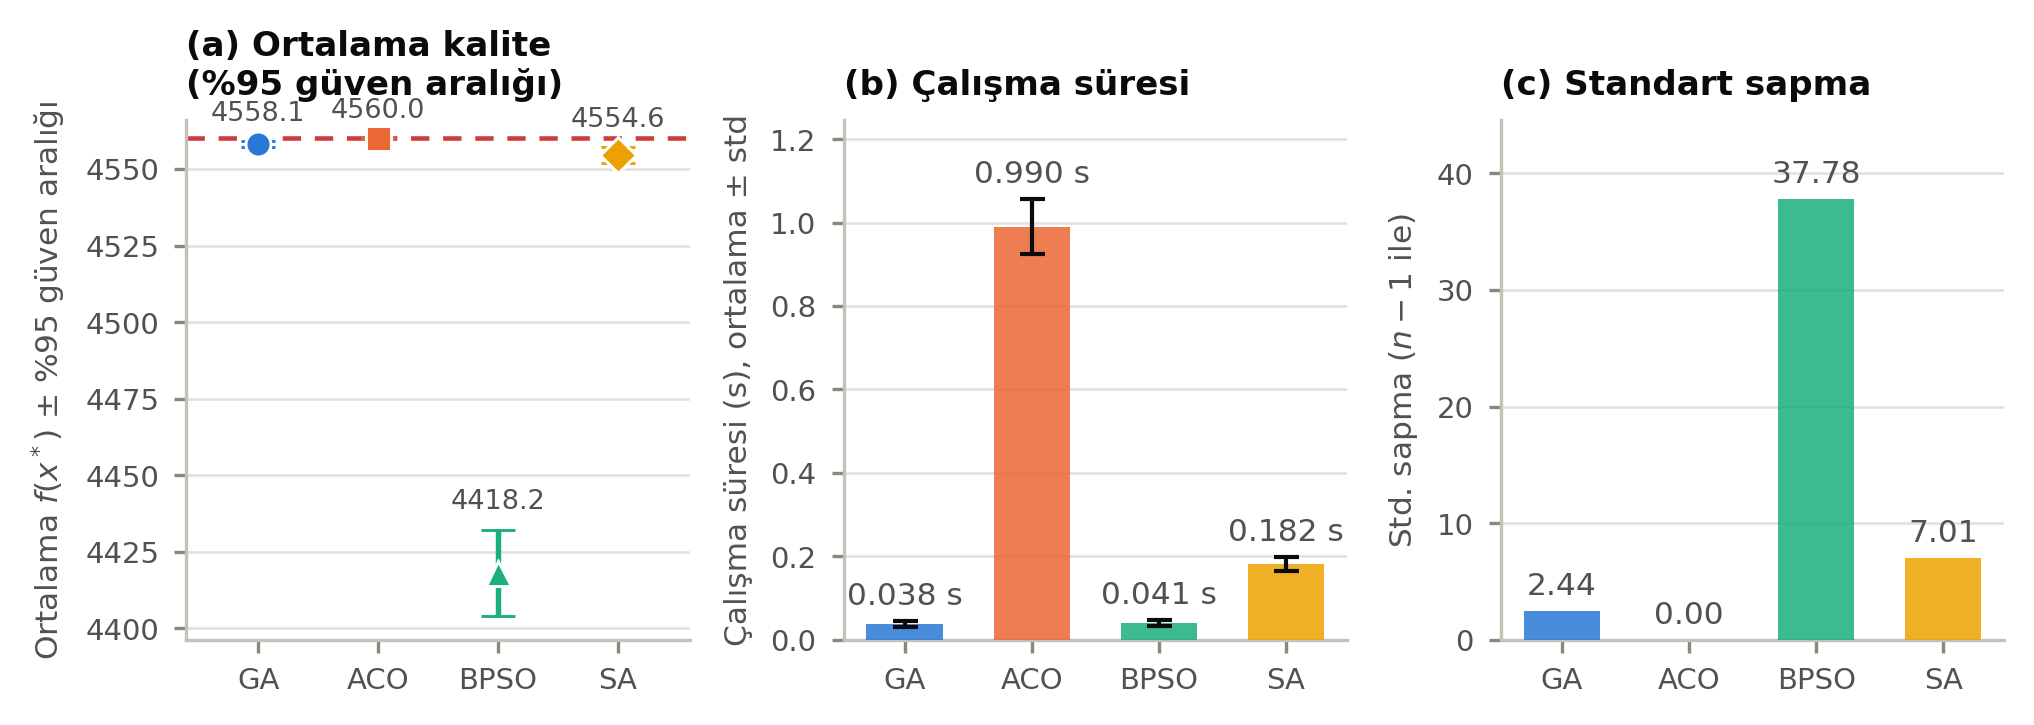 (a) Ortalama kalite
(%95 güven aralığı)
Ortalama f(x*) ± %95 güven aralığı
4558.1
4560.0
4554.6
4418.2
4550
4525
4500
4475
4450
4425
4400
GA
ACO
BPSO
SA
(b) Çalışma süresi
Çalışma süresi (s), ortalama ± std
1.2
1.0
0.8
0.6
0.4
0.2
0.0
0.038 s
0.990 s
0.041 s
0.182 s
GA
ACO
BPSO
SA
(c) Standart sapma
Std. sapma (n − 1 ile)
40
30
20
10
0
2.44
0.00
37.78
7.01
GA
ACO
BPSO
SA